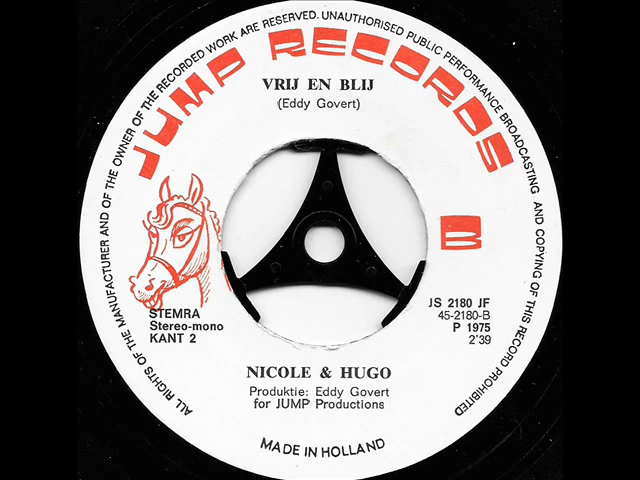 ALL RIGHTS OF THE MANUFACTURER AND OF THE OWNER OF THE RECORDED WORK ARE RESERVED. UNAUTHORISED PUBLIC PERFORMANCE BROADCASTING AND COPYING OF THIS RECORD PROHIBITED
JUMP RECORDS
VRIJ EN BLIJ
(Eddy Govert)
B
STEMRA
Stereo-mono
KANT 2
JS 2180 JF
45-2180-B
P 1975
2'39
NICOLE & HUGO
Produktie: Eddy Govert
for JUMP Productions
MADE IN HOLLAND